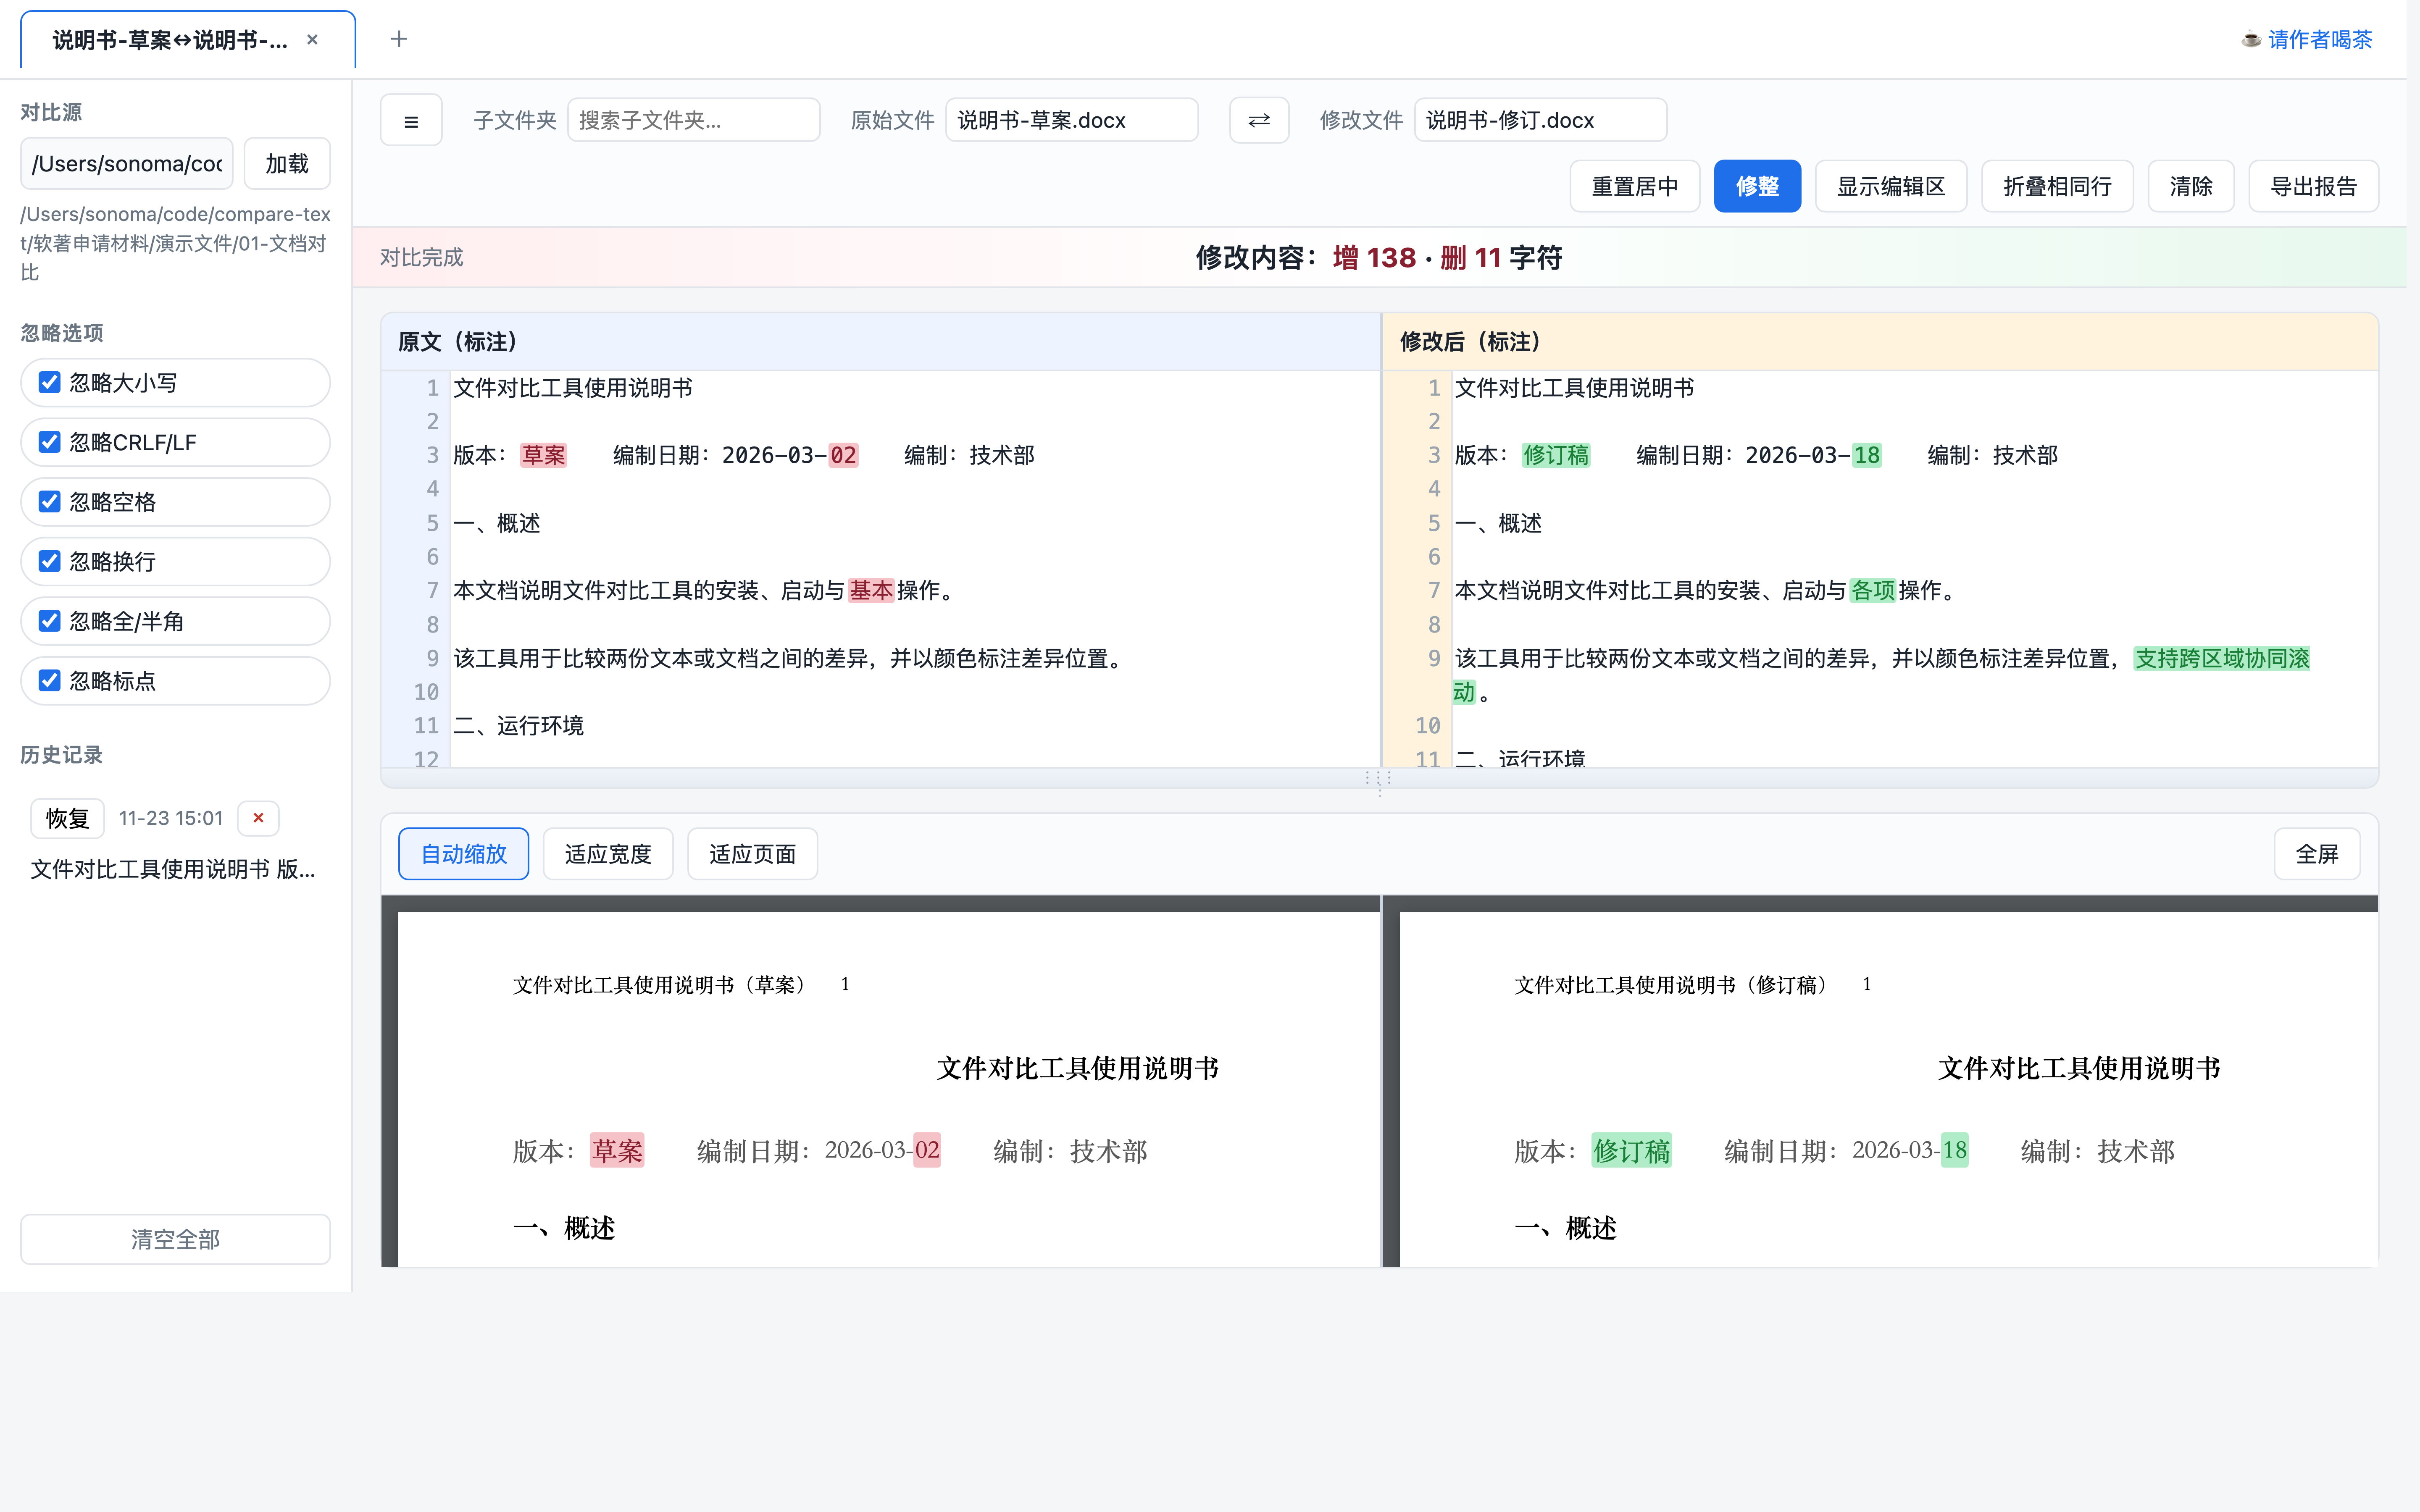 说明书-草案↔说明书-... × +
☕ 请作者喝茶
对比源
/Users/sonoma/coc 加载
/Users/sonoma/code/compare-tex
t/软著申请材料/演示文件/01-文档对
比
忽略选项
忽略大小写
忽略CRLF/LF
忽略空格
忽略换行
忽略全/半角
忽略标点
历史记录
恢复 11-23 15:01 ×
文件对比工具使用说明书 版...
清空全部
≡ 子文件夹 搜索子文件夹... 原始文件 说明书-草案.docx ⇄ 修改文件 说明书-修订.docx
重置居中 修整 显示编辑区 折叠相同行 清除 导出报告
对比完成 修改内容：增 138 · 删 11 字符
原文（标注）
1 文件对比工具使用说明书
2
3 版本：草案 编制日期：2026-03-02 编制：技术部
4
5 一、概述
6
7 本文档说明文件对比工具的安装、启动与基本操作。
8
9 该工具用于比较两份文本或文档之间的差异，并以颜色标注差异位置。
10
11 二、运行环境
12
修改后（标注）
1 文件对比工具使用说明书
2
3 版本：修订稿 编制日期：2026-03-18 编制：技术部
4
5 一、概述
6
7 本文档说明文件对比工具的安装、启动与各项操作。
8
9 该工具用于比较两份文本或文档之间的差异，并以颜色标注差异位置，支持跨区域协同滚
动。
10
11 二、运行环境
自动缩放 适应宽度 适应页面 全屏
文件对比工具使用说明书（草案） 1
文件对比工具使用说明书
版本：草案 编制日期：2026-03-02 编制：技术部
一、概述
文件对比工具使用说明书（修订稿） 1
文件对比工具使用说明书
版本：修订稿 编制日期：2026-03-18 编制：技术部
一、概述